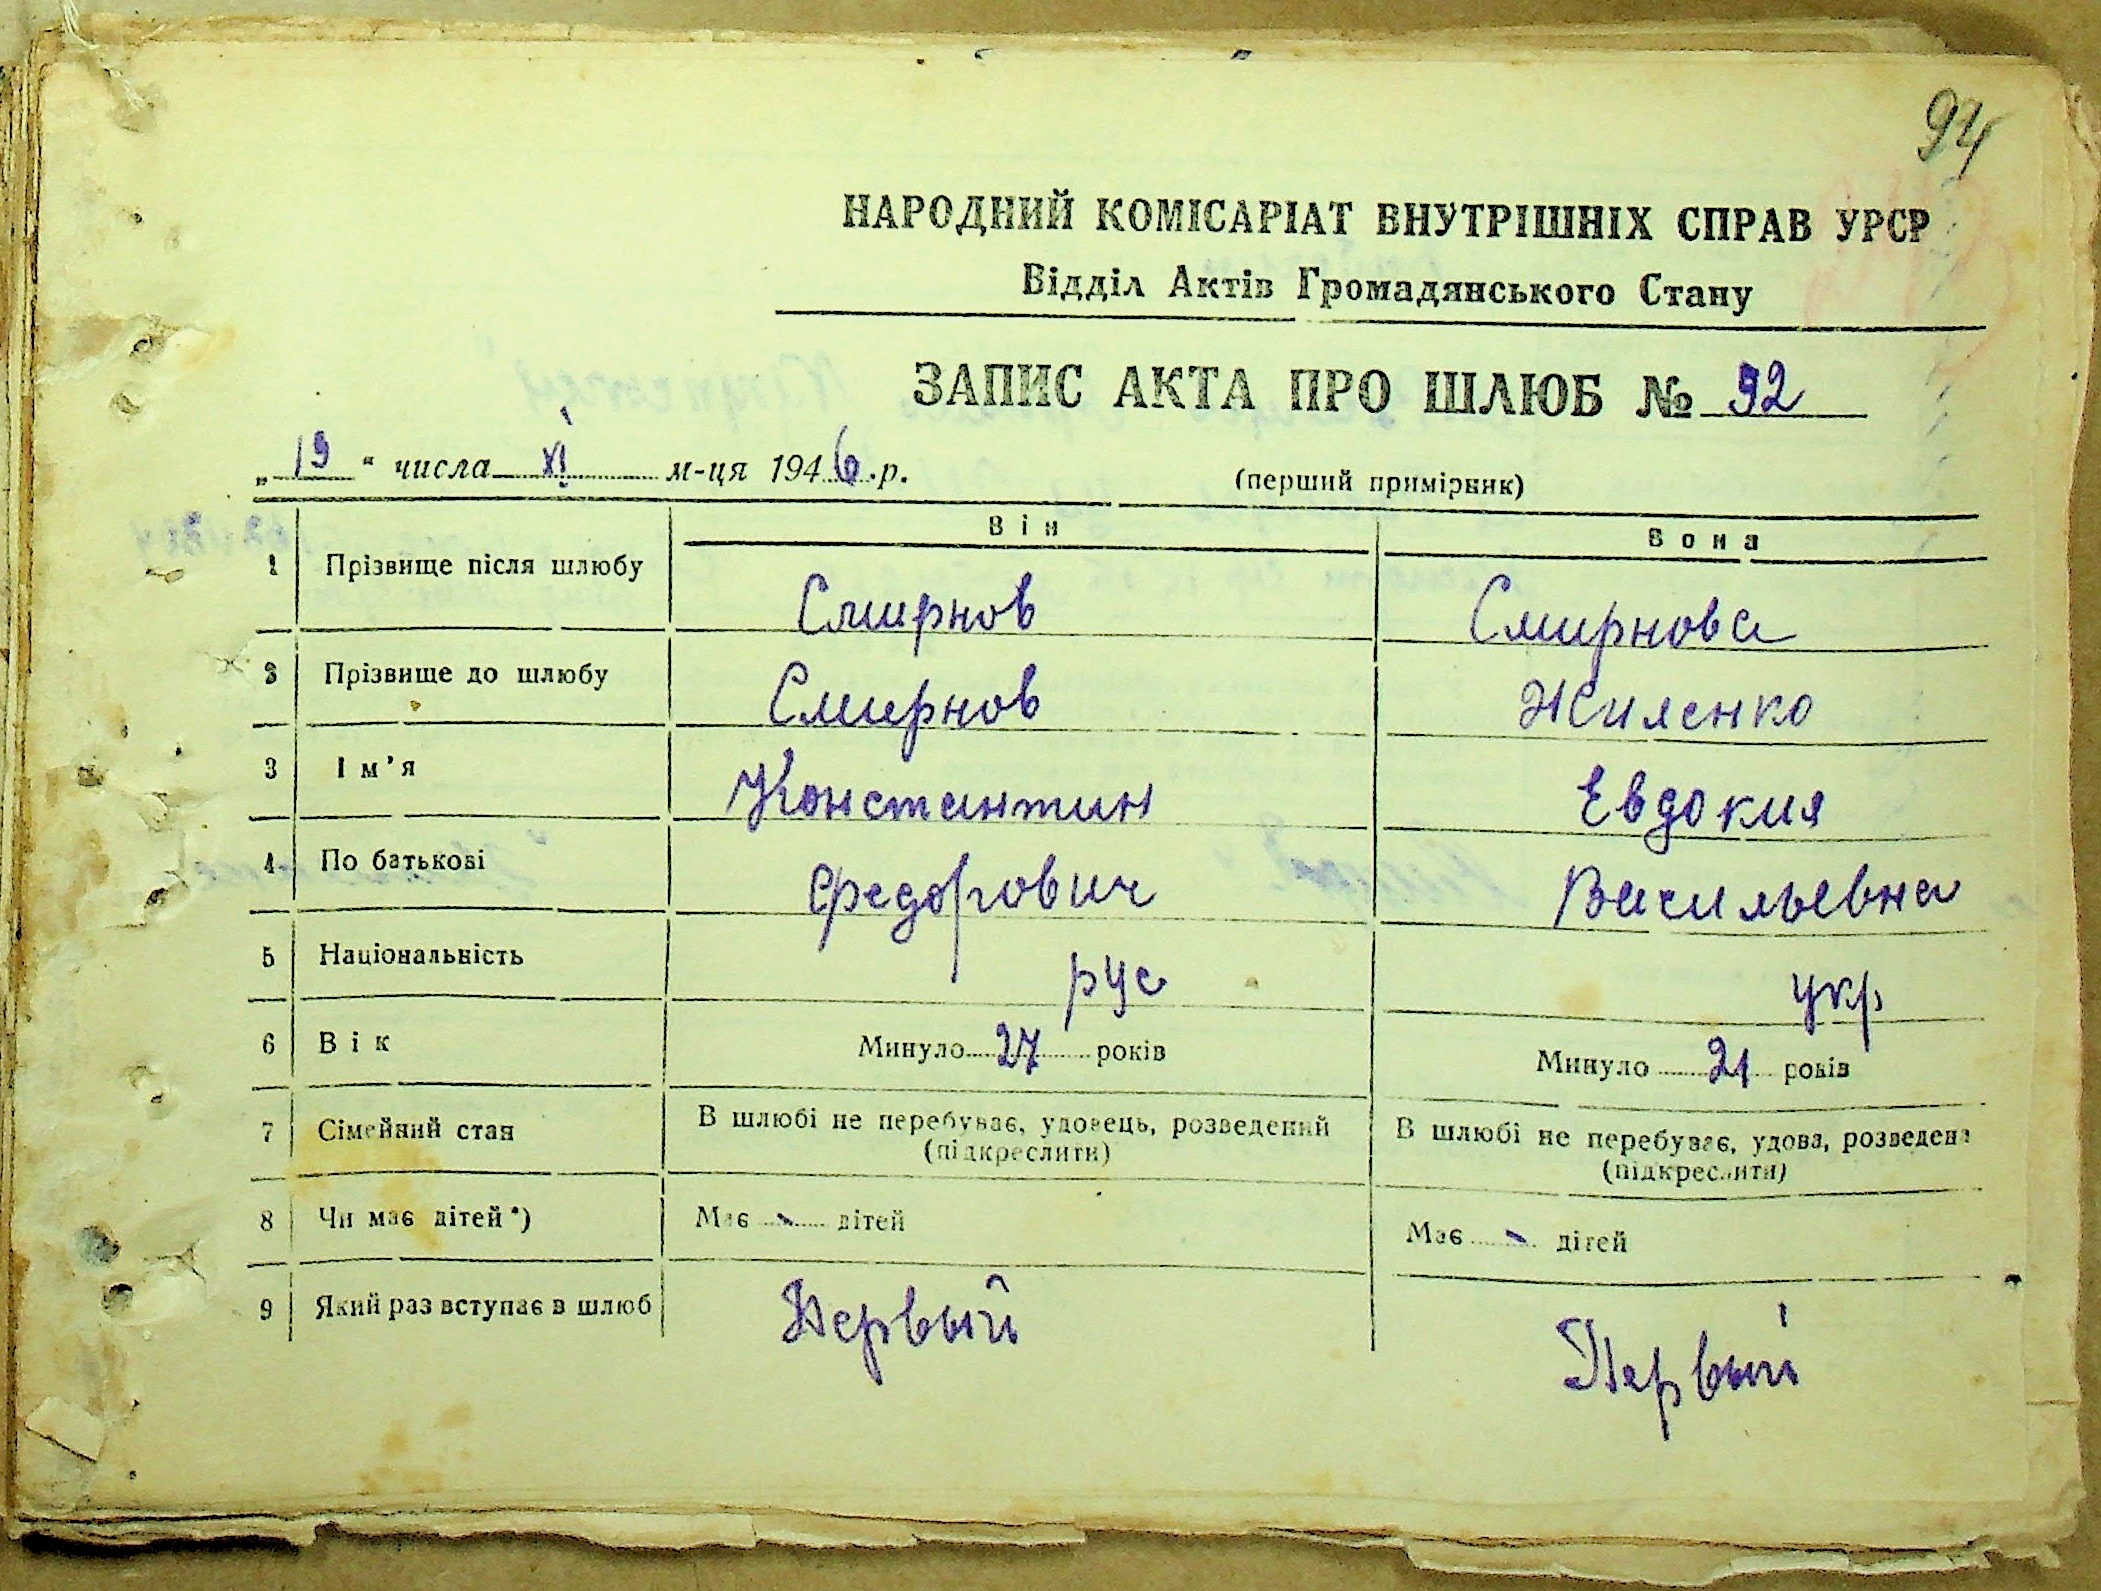 94
НАРОДНИЙ КОМІСАРІАТ ВНУТРІШНІХ СПРАВ УРСР
Відділ Актів Громадянського Стану
ЗАПИС АКТА ПРО ШЛЮБ № 92
„19“ числа XI м-ця 1946 р. (перший примірник)
Він Вона
1 Прізвище після шлюбу Смирнов Смирнова
2 Прізвище до шлюбу Смирнов Жиленко
3 Ім’я Константин Евдокия
4 По батькові Федорович Васильевна
5 Національність рус укр
6 Вік Минуло 27 років Минуло 21 років
7 Сімейний стан В шлюбі не перебуває, удовець, розведений (підкреслити) В шлюбі не перебуває, удова, розведена (підкреслити)
8 Чи має дітей*) Має - дітей Має - дітей
9 Який раз вступає в шлюб Первый Первый